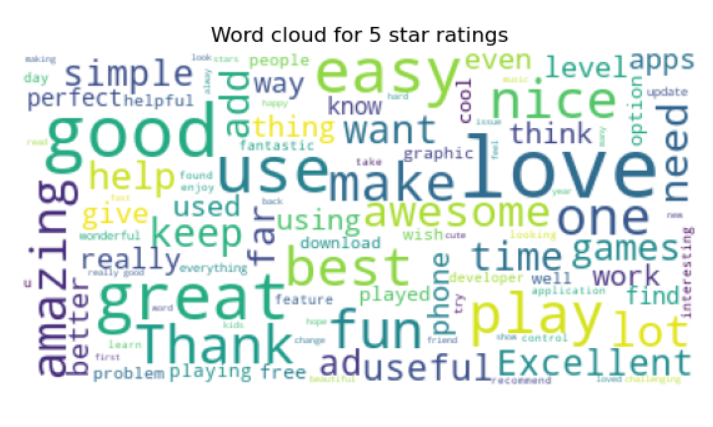 Word cloud for 5 star ratings
making
simple
day
perfect
helpful
look
stars
always
people
add
way
happy
know
easy
hard
even
cool
music
level
nice
apps
option
update
good
read
thing
fantastic
want
graphic
issue
think
many
need
help
found
enjoy
use
take
make
feel
love
year
amazing
fast
give
used
back
awesome
one
new
wonderful
keep
far
using
wish
cute
looking
games
interesting
really
everything
download
time
really good
best
phone
developer
well
work
u
better
great
feature
played
try
application
find
word
kids
hope
fun
play
lot
learn
Thank
change
friend
show
control
first
problem
playing
free
ad
useful
Excellent
beautiful
recommend
loved
challenging